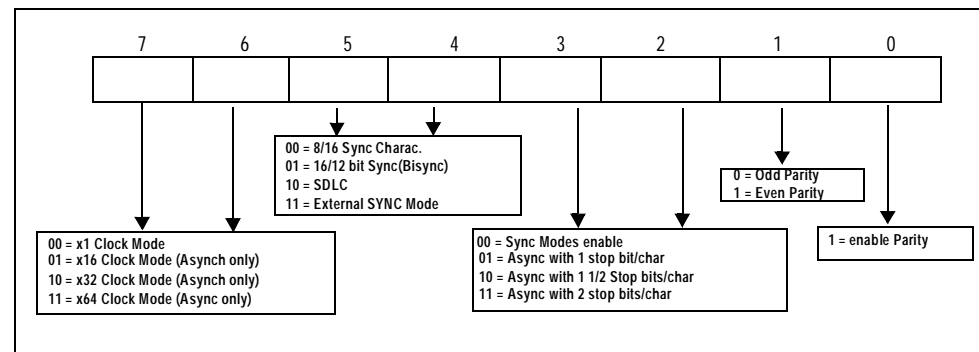 7 6 5 4 3 2 1 0
00 = 8/16 Sync Charac.
01 = 16/12 bit Sync(Bisync)
10 = SDLC
11 = External SYNC Mode
0 = Odd Parity
1 = Even Parity
00 = x1 Clock Mode
01 = x16 Clock Mode (Asynch only)
10 = x32 Clock Mode (Asynch only)
11 = x64 Clock Mode (Async only)
00 = Sync Modes enable
01 = Async with 1 stop bit/char
10 = Async with 1 1/2 Stop bits/char
11 = Async with 2 stop bits/char
1 = enable Parity